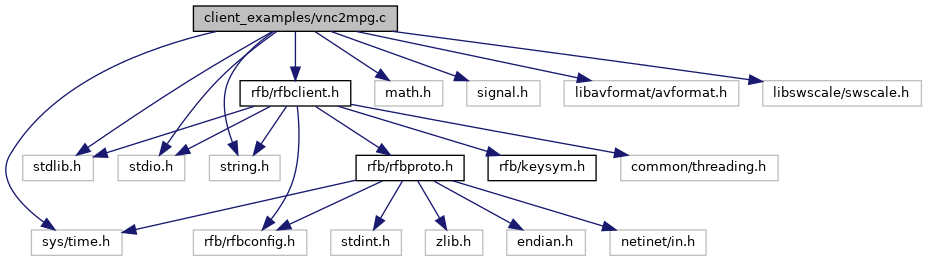 client_examples/vnc2mpg.c
rfb/rfbclient.h
math.h
signal.h
libavformat/avformat.h
libswscale/swscale.h
stdlib.h
stdio.h
string.h
rfb/rfbproto.h
rfb/keysym.h
common/threading.h
sys/time.h
rfb/rfbconfig.h
stdint.h
zlib.h
endian.h
netinet/in.h